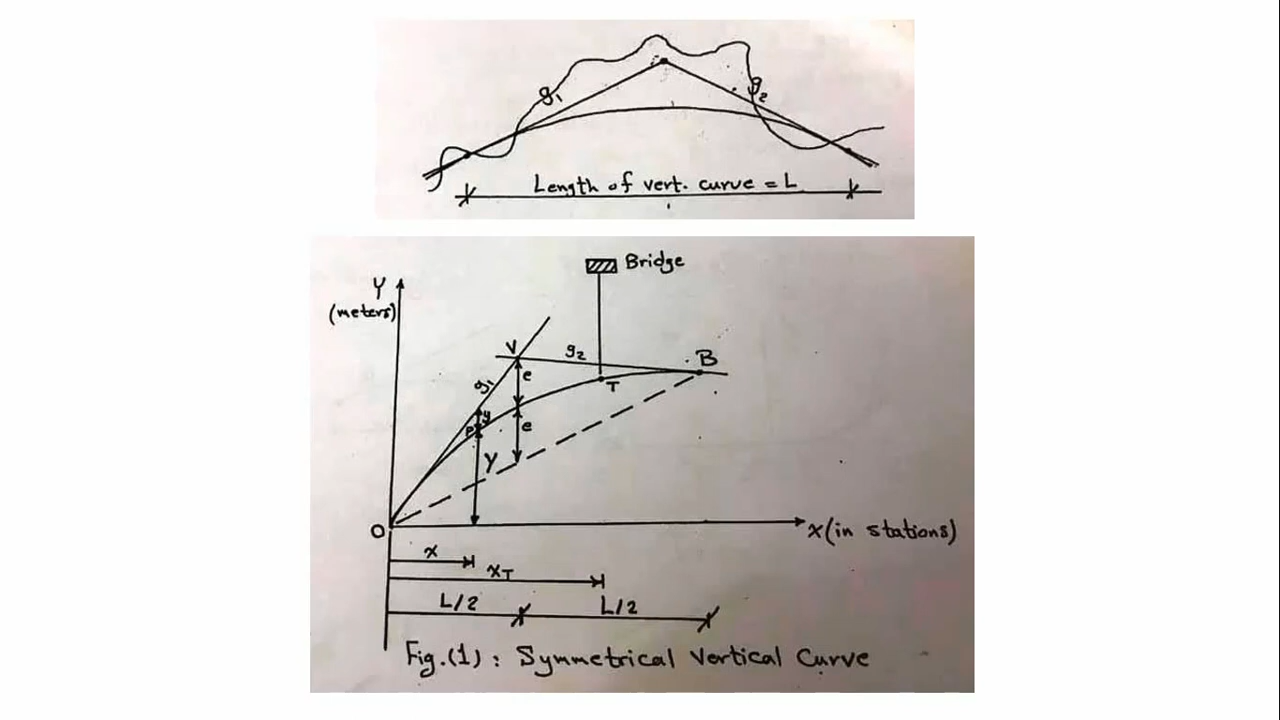 g₁
g₂
Length of vert. curve = L
Bridge
Y
(meters)
V
g₂
B
g₁
e
T
y
P
e
Y
O
x (in stations)
x
x_T
L/2
L/2
Fig.(1) : Symmetrical Vertical Curve